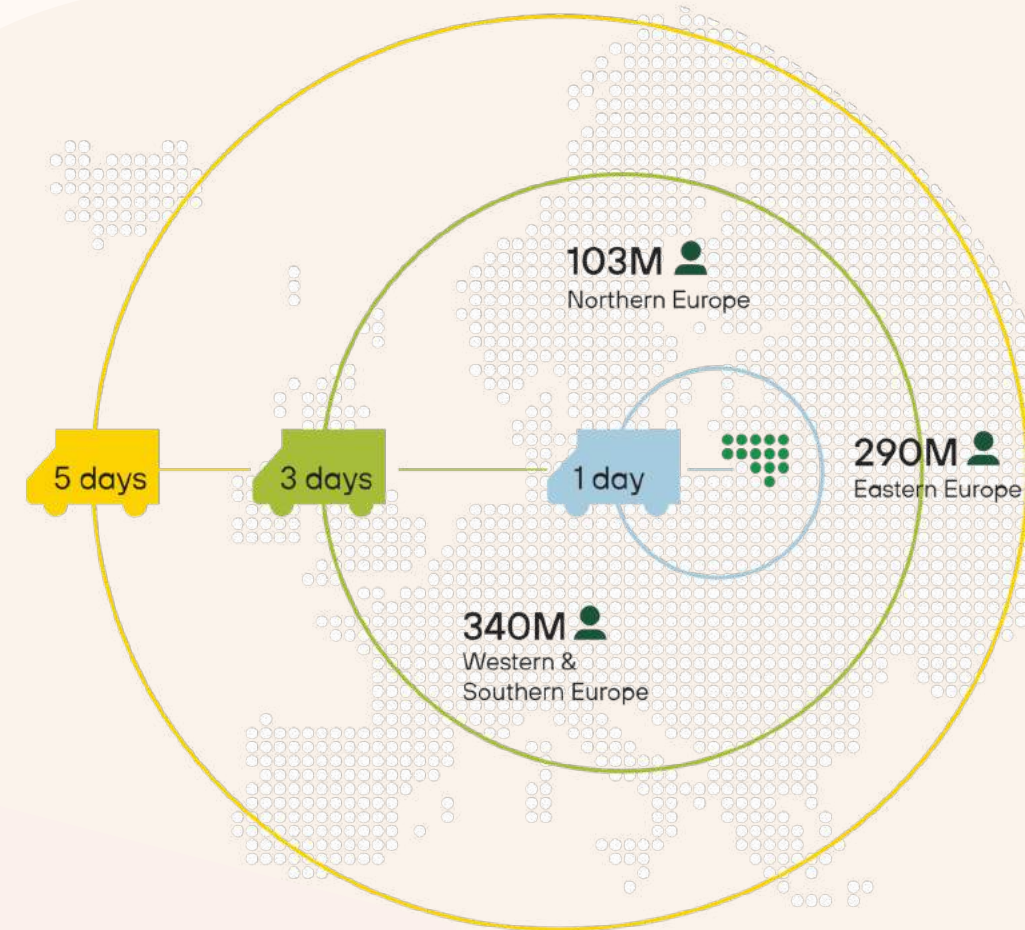 103M
Northern Europe
5 days
3 days
1 day
290M
Eastern Europe
340M
Western &
Southern Europe